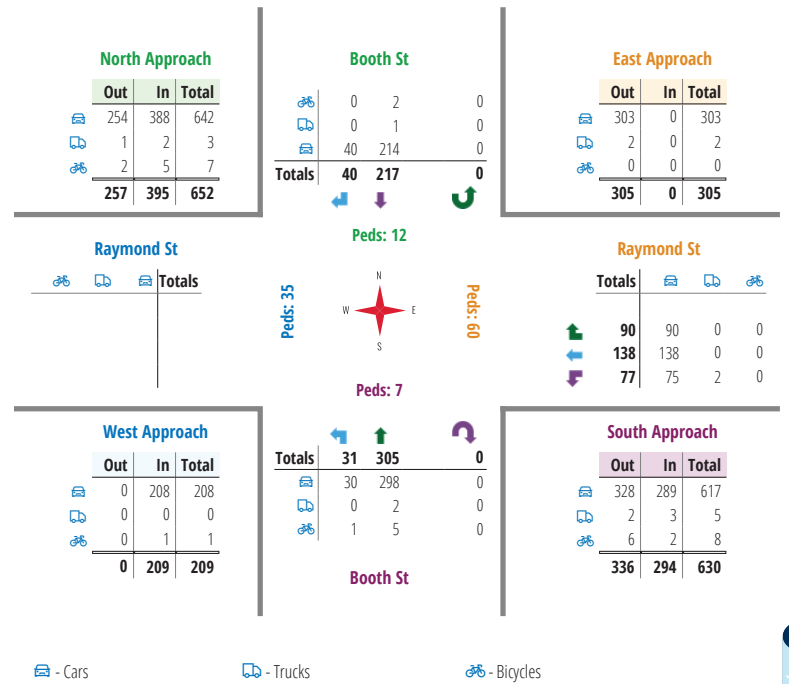 North Approach
Out In Total
254 388 642
1 2 3
2 5 7
257 395 652
Booth St
0 2 0
0 1 0
40 214 0
Totals 40 217 0
East Approach
Out In Total
303 0 303
2 0 2
0 0 0
305 0 305
Raymond St
Totals
Peds: 12
Peds: 35
N
W E
S
Peds: 60
Peds: 7
Raymond St
Totals
90 90 0 0
138 138 0 0
77 75 2 0
West Approach
Out In Total
0 208 208
0 0 0
0 1 1
0 209 209
Totals 31 305 0
30 298 0
0 2 0
1 5 0
Booth St
South Approach
Out In Total
328 289 617
2 3 5
6 2 8
336 294 630
- Cars
- Trucks
- Bicycles